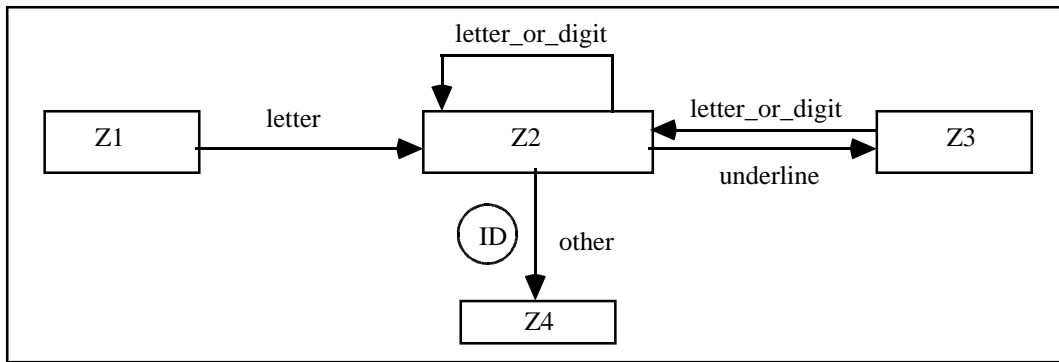 letter_or_digit
letter_or_digit
Z1
letter
Z2
Z3
underline
ID
other
Z4